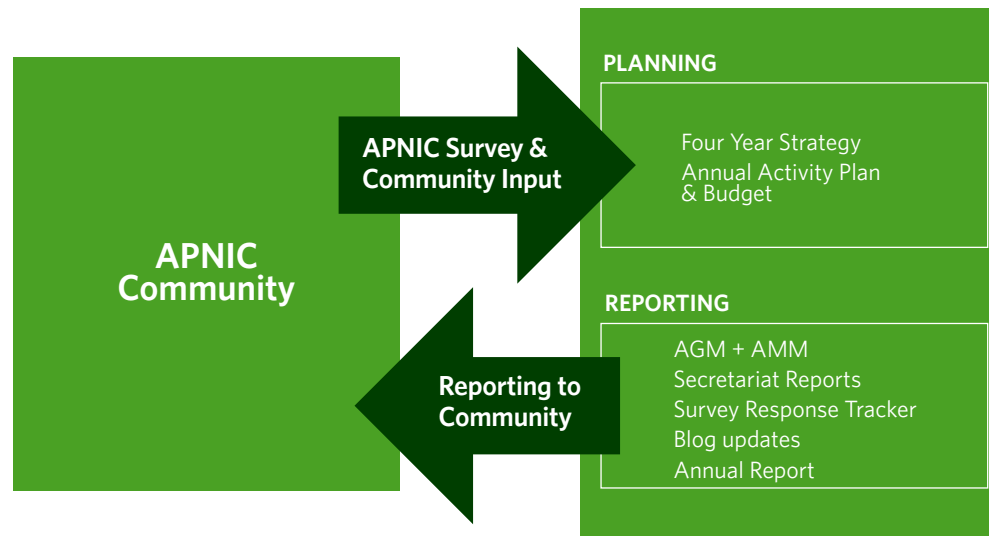 APNIC
Community
APNIC Survey &
Community Input
PLANNING
Four Year Strategy
Annual Activity Plan
& Budget
Reporting to
Community
REPORTING
AGM + AMM
Secretariat Reports
Survey Response Tracker
Blog updates
Annual Report